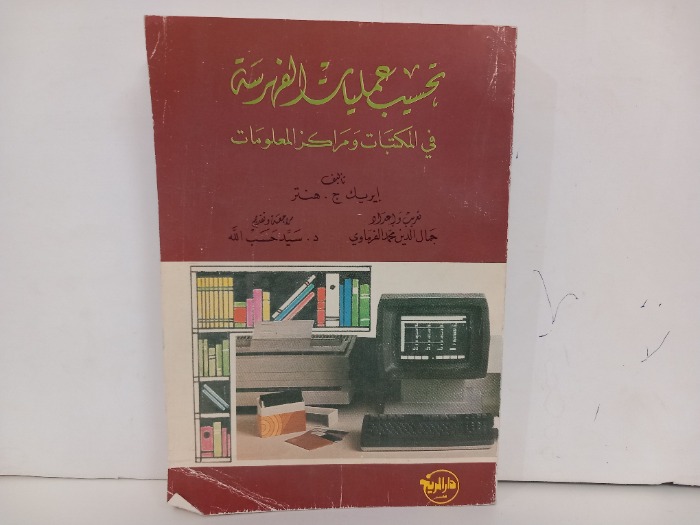 تحسيب عمليات الفهرسة
في المكتبات ومراكز المعلومات
تأليف
إيريك ج. هنتر
تعريب وإعداد
جمال الدين محمد الفرماوي
مراجعة وتقديم
د. سيد حسب الله
دار المريخ